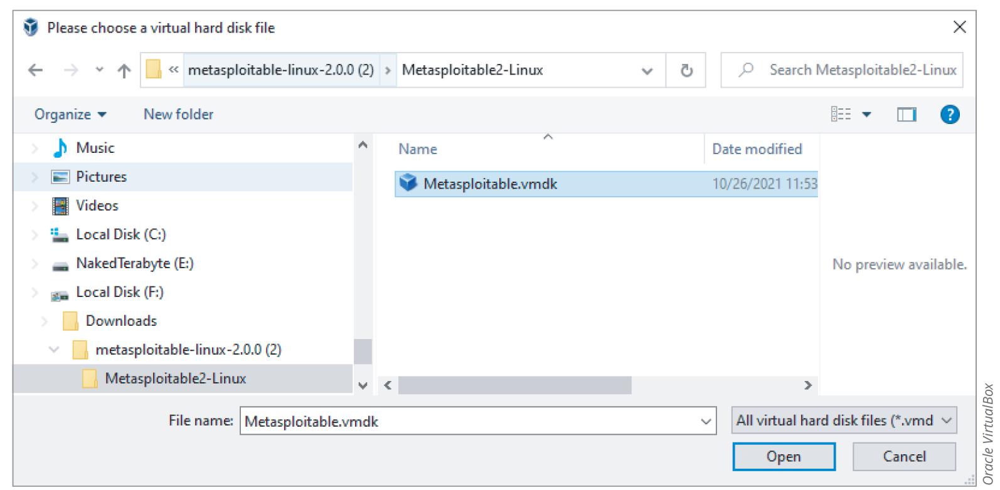 Please choose a virtual hard disk file
« metasploitable-linux-2.0.0 (2) > Metasploitable2-Linux
Search Metasploitable2-Linux
Organize
New folder
?
Music
Pictures
Videos
Local Disk (C:)
NakedTerabyte (E:)
Local Disk (F:)
Downloads
metasploitable-linux-2.0.0 (2)
Metasploitable2-Linux
Name
Date modified
Metasploitable.vmdk
10/26/2021 11:53
No preview available.
File name:
Metasploitable.vmdk
All virtual hard disk files (*.vmd
Open
Cancel
Oracle VirtualBox